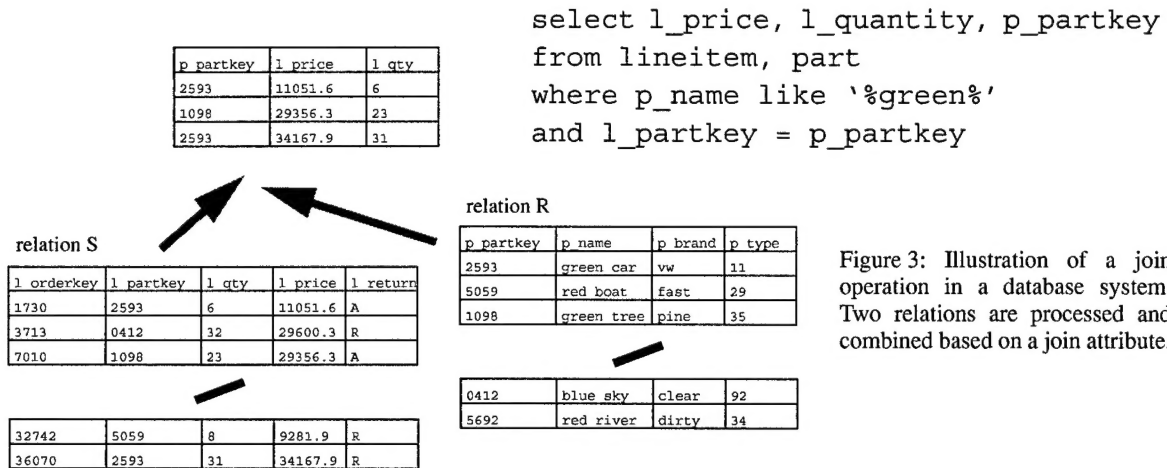 select l_price, l_quantity, p_partkey
from lineitem, part
where p_name like ‘%green%’
and l_partkey = p_partkey
p_partkey l_price l_qty
2593 11051.6 6
1098 29356.3 23
2593 34167.9 31
relation S
l_orderkey l_partkey l_qty l_price l_return
1730 2593 6 11051.6 A
3713 0412 32 29600.3 R
7010 1098 23 29356.3 A
32742 5059 8 9281.9 R
36070 2593 31 34167.9 R
relation R
p_partkey p_name p_brand p_type
2593 green car vw 11
5059 red boat fast 29
1098 green tree pine 35
0412 blue sky clear 92
5692 red river dirty 34
Figure 3: Illustration of a join
operation in a database system.
Two relations are processed and
combined based on a join attribute.